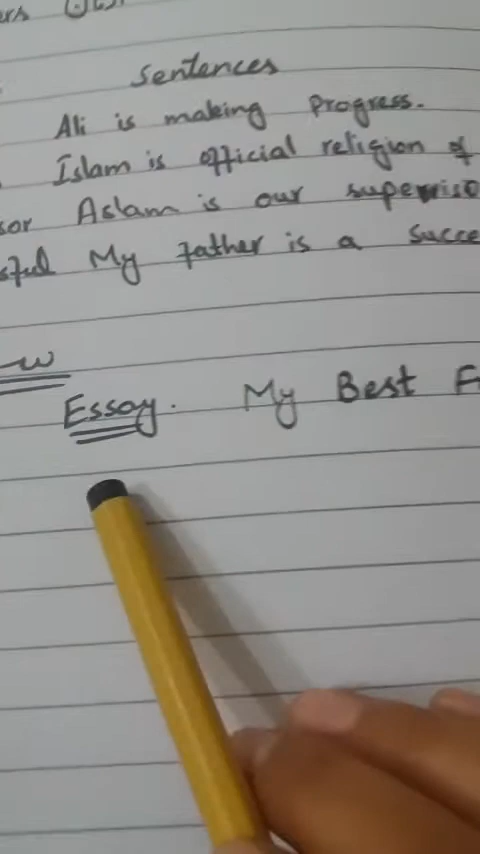 Sentences
Ali is making Progress.
Islam is official religion of
sor Aslam is our superviso
sful My father is a succe
w
Essay. My Best F